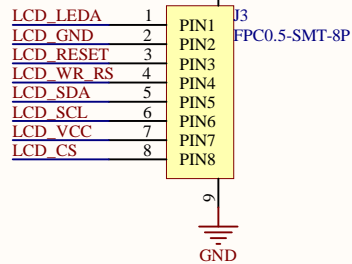 LCD_LEDA 1 PIN1 J3
LCD_GND 2 PIN2 FPC0.5-SMT-8P
LCD_RESET 3 PIN3
LCD_WR_RS 4 PIN4
LCD_SDA 5 PIN5
LCD_SCL 6 PIN6
LCD_VCC 7 PIN7
LCD_CS 8 PIN8
9
GND